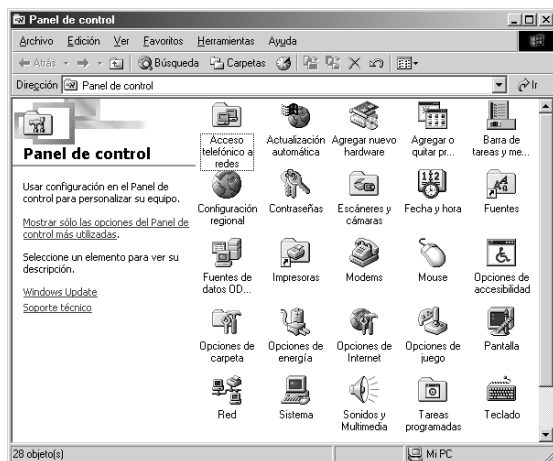 Panel de control
Archivo Edición Ver Favoritos Herramientas Ayuda
Atrás Búsqueda Carpetas
Dirección Panel de control Ir
Panel de control
Usar configuración en el Panel de
control para personalizar su equipo.
Mostrar sólo las opciones del Panel de
control más utilizadas.
Seleccione un elemento para ver su
descripción.
Windows Update
Soporte técnico
Acceso
telefónico a
redes
Actualización
automática
Agregar nuevo
hardware
Agregar o
quitar pr...
Barra de
tareas y me...
Configuración
regional
Contraseñas
Escáneres y
cámaras
Fecha y hora
Fuentes
Fuentes de
datos OD...
Impresoras
Modems
Mouse
Opciones de
accesibilidad
Opciones de
carpeta
Opciones de
energía
Opciones de
Internet
Opciones de
juego
Pantalla
Red
Sistema
Sonidos y
Multimedia
Tareas
programadas
Teclado
28 objeto(s) Mi PC